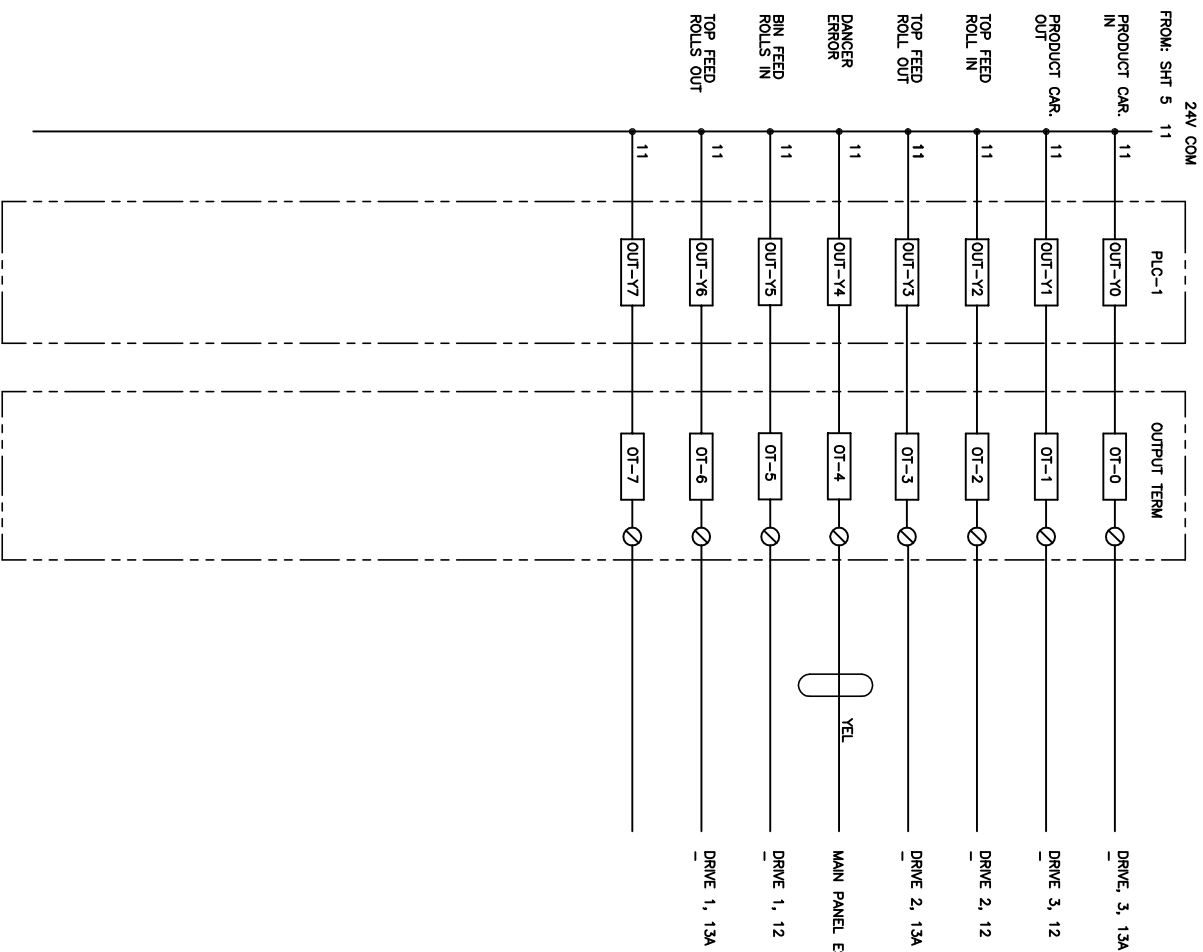 24V COM
FROM: SHT 5 11
PLC-1
OUTPUT TERM
PRODUCT CAR.
IN
11
OUT-Y0
OT-0
DRIVE, 3, 13A
PRODUCT CAR.
OUT
11
OUT-Y1
OT-1
DRIVE 3, 12
TOP FEED
ROLL IN
11
OUT-Y2
OT-2
DRIVE 2, 12
TOP FEED
ROLL OUT
11
OUT-Y3
OT-3
DRIVE 2, 13A
DANCER
ERROR
11
OUT-Y4
OT-4
YEL
MAIN PANEL E
BIN FEED
ROLLS IN
11
OUT-Y5
OT-5
DRIVE 1, 12
TOP FEED
ROLLS OUT
11
OUT-Y6
OT-6
DRIVE 1, 13A
11
OUT-Y7
OT-7